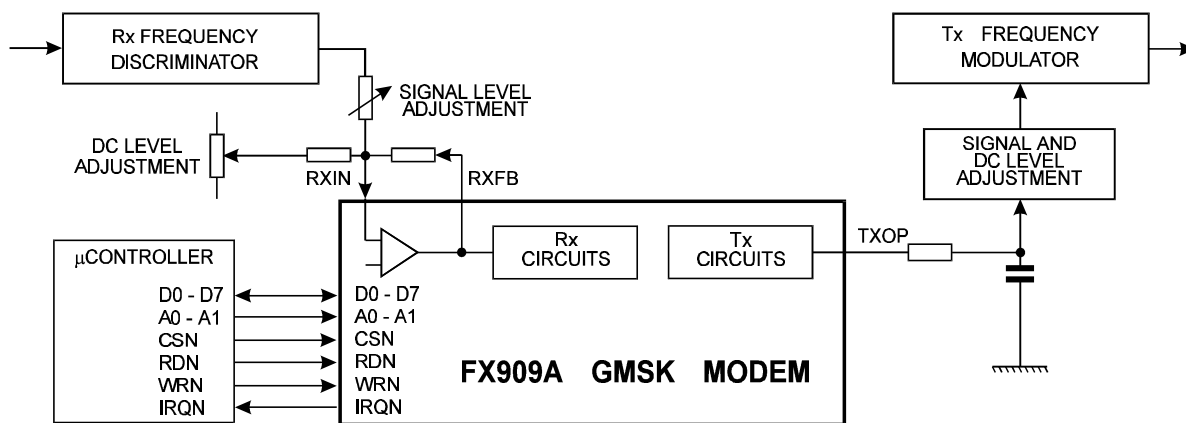 Rx FREQUENCY
DISCRIMINATOR
Tx FREQUENCY
MODULATOR
SIGNAL LEVEL
ADJUSTMENT
DC LEVEL
ADJUSTMENT
SIGNAL AND
DC LEVEL
ADJUSTMENT
RXIN
RXFB
µCONTROLLER
Rx
CIRCUITS
Tx
CIRCUITS
TXOP
D0 - D7
A0 - A1
CSN
RDN
WRN
IRQN
D0 - D7
A0 - A1
CSN
RDN
WRN
IRQN
FX909A GMSK MODEM